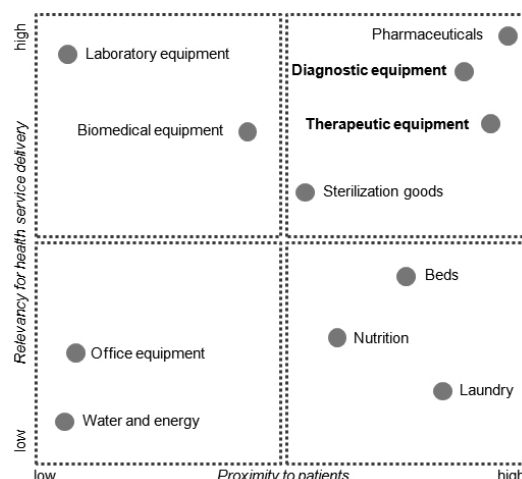 high
Relevancy for health service delivery
low
Pharmaceuticals
Laboratory equipment
Diagnostic equipment
Therapeutic equipment
Biomedical equipment
Sterilization goods
Beds
Nutrition
Office equipment
Laundry
Water and energy
low
Proximity to patients
high